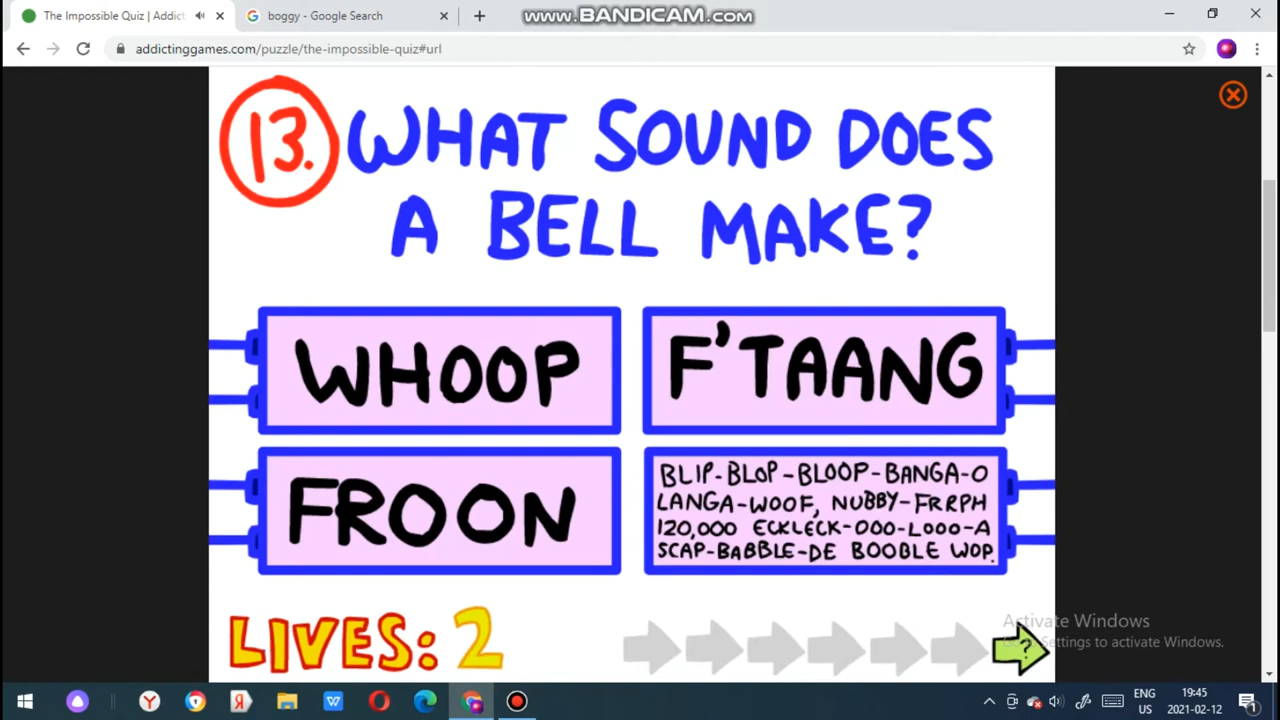 The Impossible Quiz | Addict
boggy - Google Search
www.BANDICAM.com
addictinggames.com/puzzle/the-impossible-quiz#url
13. WHAT SOUND DOES
A BELL MAKE?
WHOOP
F'TAANG
FROON
BLIP-BLOP-BLOOP-BANGA-O
LANGA-WOOF, NUBBY-FRRPH
120,000 ECKLECK-OOO-LOOO-A
SCAP-BABBLE-DE BOOBLE WOP.
LIVES: 2
?
Activate Windows
Go to Settings to activate Windows.
ENG
US
19:45
2021-02-12
1